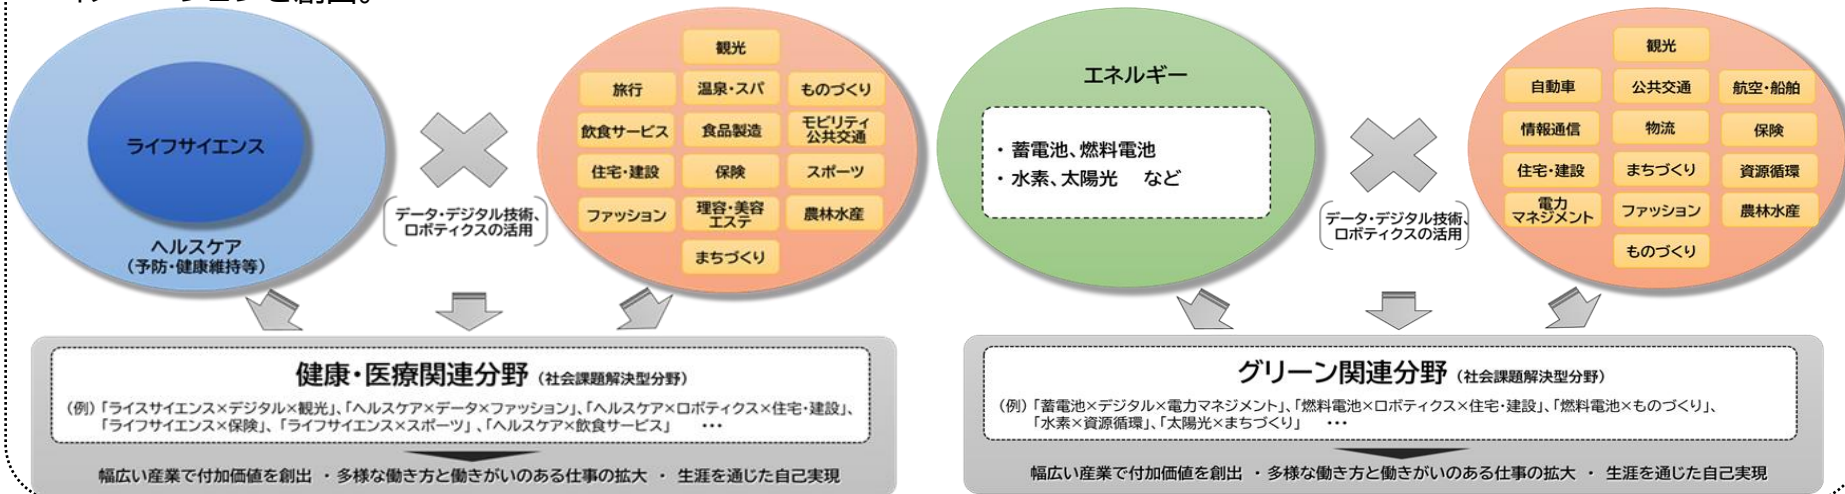 ライフサイエンス
ヘルスケア
(予防・健康維持等)
データ・デジタル技術、
ロボティクスの活用
観光
旅行
温泉・スパ
ものづくり
飲食サービス
食品製造
モビリティ
公共交通
住宅・建設
保険
スポーツ
ファッション
理容・美容
エステ
農林水産
まちづくり
健康・医療関連分野(社会課題解決型分野)
(例)「ライスサイエンス×デジタル×観光」、「ヘルスケア×データ×ファッション」、「ヘルスケア×ロボティクス×住宅・建設」、
「ライフサイエンス×保険」、「ライフサイエンス×スポーツ」、「ヘルスケア×飲食サービス」 …
幅広い産業で付加価値を創出 ・多様な働き方と働きがいのある仕事の拡大 ・ 生涯を通じた自己実現
エネルギー
・蓄電池、燃料電池
・水素、太陽光 など
データ・デジタル技術、
ロボティクスの活用
観光
自動車
公共交通
航空・船舶
情報通信
物流
保険
住宅・建設
まちづくり
資源循環
電力
マネジメント
ファッション
農林水産
ものづくり
グリーン関連分野(社会課題解決型分野)
(例)「蓄電池×デジタル×電力マネジメント」、「燃料電池×ロボティクス×住宅・建設」、「燃料電池×ものづくり」、
「水素×資源循環」、「太陽光×まちづくり」 …
幅広い産業で付加価値を創出 ・多様な働き方と働きがいのある仕事の拡大 ・ 生涯を通じた自己実現